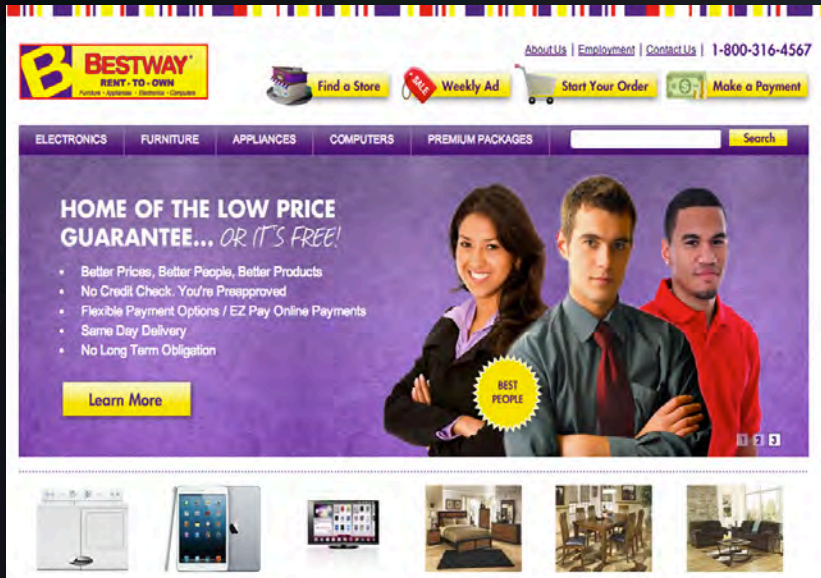 About Us | Employment | Contact Us | 1-800-316-4567
B BESTWAY®
RENT-TO-OWN
Furniture • Appliances • Electronics • Computers
Find a Store
SALE
Weekly Ad
Start Your Order
$
Make a Payment
ELECTRONICS
FURNITURE
APPLIANCES
COMPUTERS
PREMIUM PACKAGES
Search
HOME OF THE LOW PRICE
GUARANTEE... OR IT'S FREE!
• Better Prices, Better People, Better Products
• No Credit Check. You're Preapproved
• Flexible Payment Options / EZ Pay Online Payments
• Same Day Delivery
• No Long Term Obligation
Learn More
BEST
PEOPLE
1 2 3